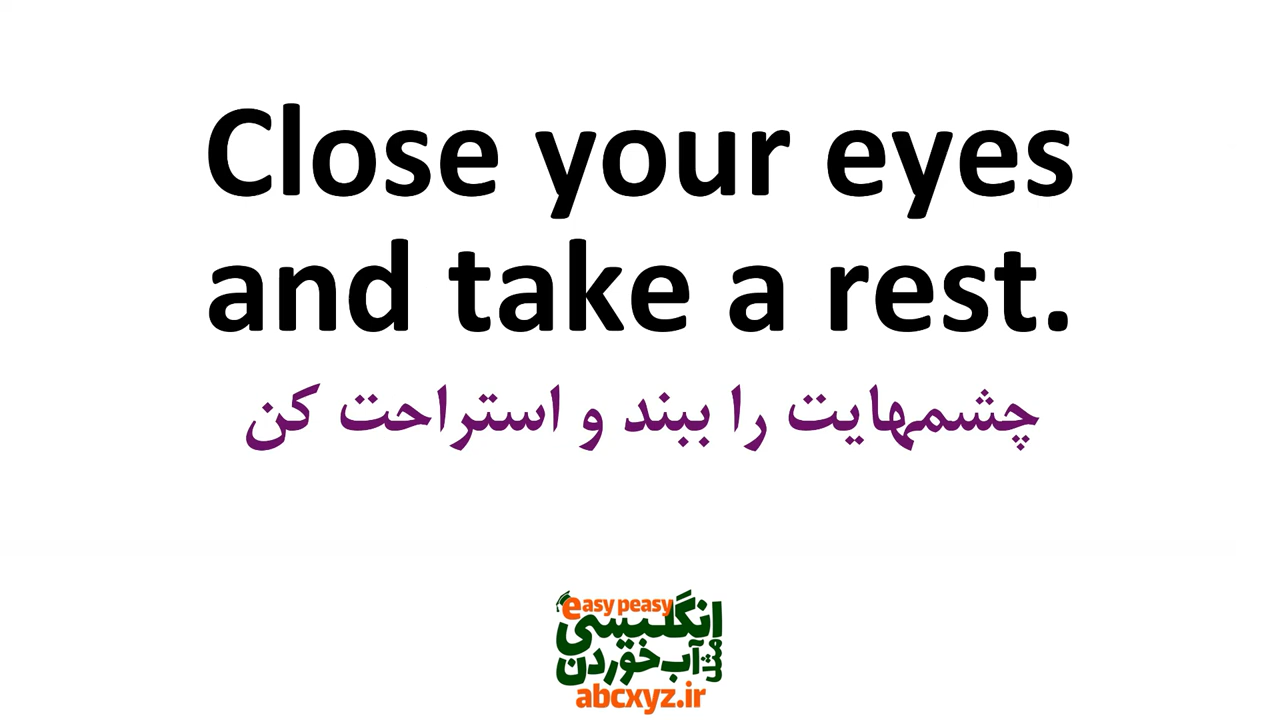 Close your eyes
and take a rest.
چشمهایت را ببند و استراحت کن
easy peasy
انگلیسی
مثل آب خوردن
abcxyz.ir